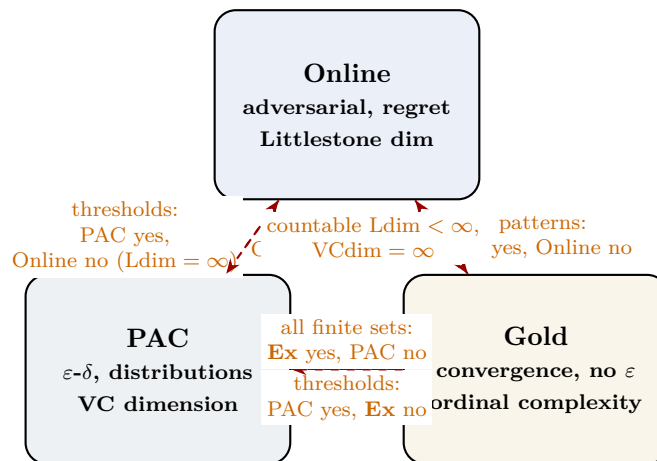 Online
adversarial, regret
Littlestone dim
thresholds:
PAC yes,
Online no (Ldim = ∞)
countable Ldim < ∞,
VCdim = ∞
patterns:
yes, Online no
PAC
ε-δ, distributions
VC dimension
all finite sets:
Ex yes, PAC no
thresholds:
PAC yes, Ex no
Gold
convergence, no ε
ordinal complexity